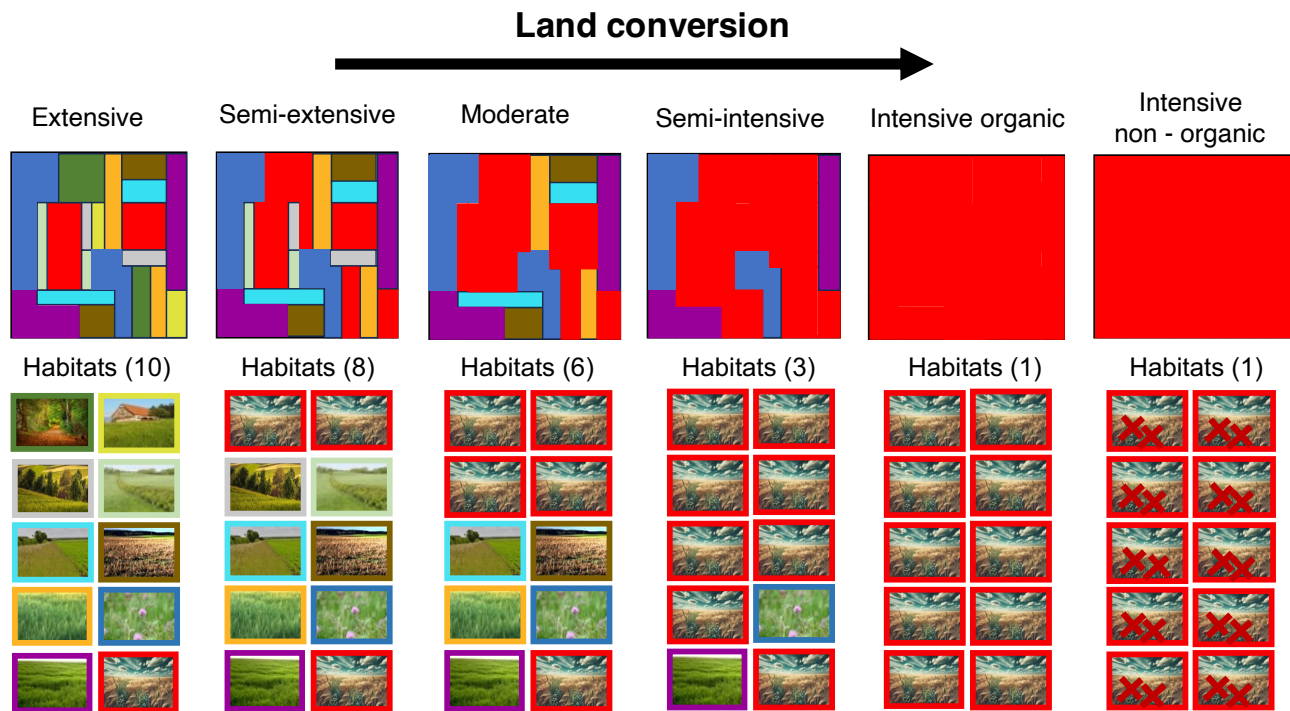 Land conversion
Extensive
Semi-extensive
Moderate
Semi-intensive
Intensive organic
Intensive
non - organic
Habitats (10)
Habitats (8)
Habitats (6)
Habitats (3)
Habitats (1)
Habitats (1)